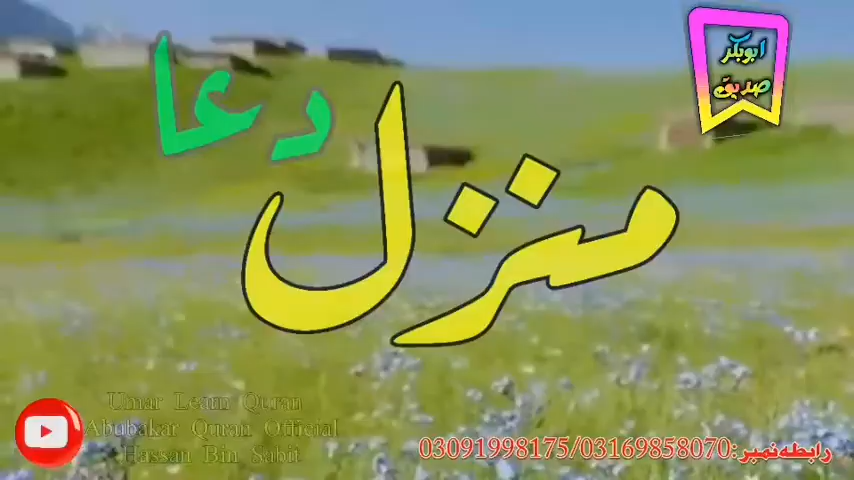 ابوبکر
صدیق
دعا
منزل
Umar Learn Quran
Abubakar Quran Official
Hassan Bin Sabit
رابطہ نمبر:03091998175/03169858070